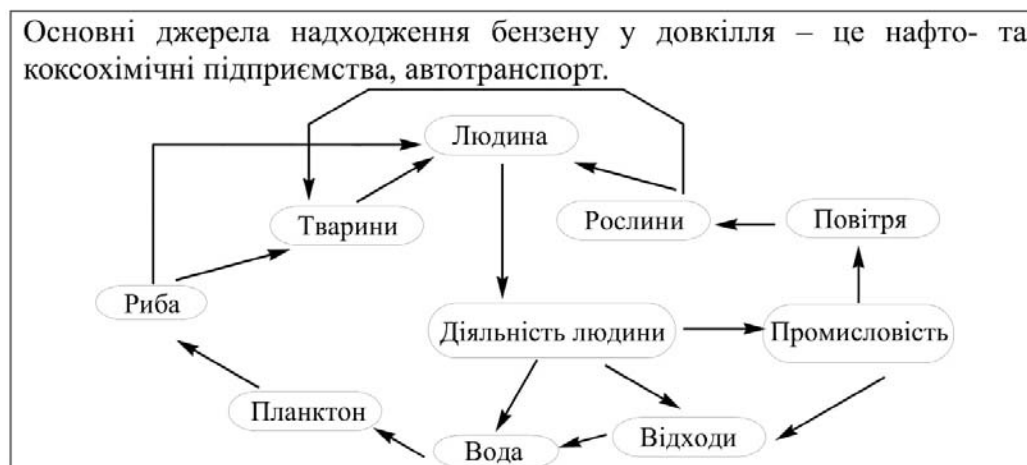 Основні джерела надходження бензену у довкілля – це нафто- та
коксохімічні підприємства, автотранспорт.
Людина
Тварини
Рослини
Повітря
Риба
Діяльність людини
Промисловість
Планктон
Вода
Відходи